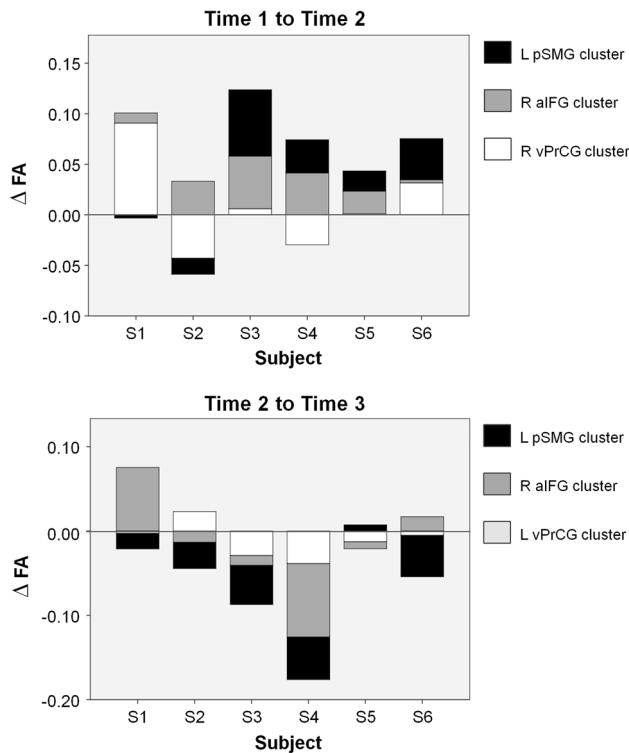 Time 1 to Time 2
0.15
0.10
0.05
0.00
-0.05
-0.10
Δ FA
S1 S2 S3 S4 S5 S6
Subject
L pSMG cluster
R aIFG cluster
R vPrCG cluster
Time 2 to Time 3
0.10
0.00
-0.10
-0.20
Δ FA
S1 S2 S3 S4 S5 S6
Subject
L pSMG cluster
R aIFG cluster
L vPrCG cluster